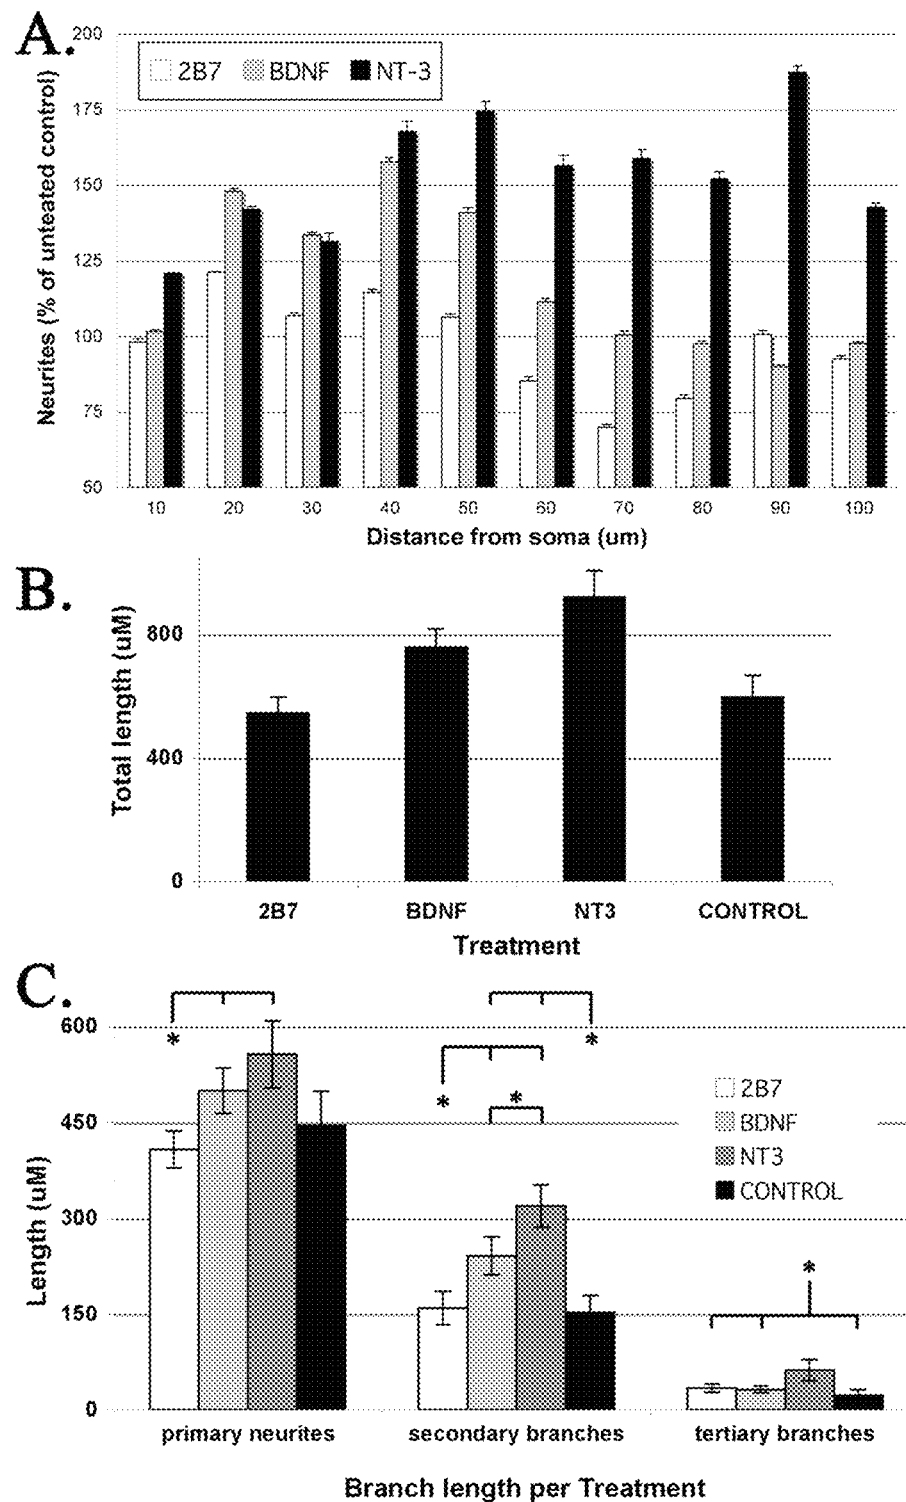 A.
200
2B7 BDNF NT-3
175
150
125
100
75
50
Neurites (% of unteated control)
10 20 30 40 50 60 70 80 90 100
Distance from soma (um)
B.
800
400
0
Total length (uM)
2B7 BDNF NT3 CONTROL
Treatment
C.
600
*
*
2B7
*
*
BDNF
450
NT3
CONTROL
300
*
150
0
Length (uM)
primary neurites secondary branches tertiary branches
Branch length per Treatment